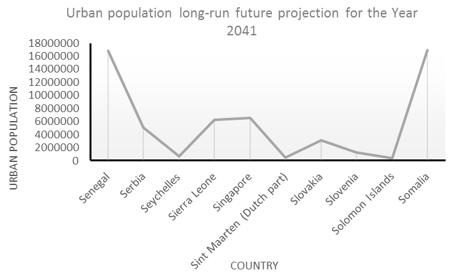 Urban population long-run future projection for the Year
2041
URBAN POPULATION
18000000
16000000
14000000
12000000
10000000
8000000
6000000
4000000
2000000
0
Senegal
Serbia
Seychelles
Sierra Leone
Singapore
Sint Maarten (Dutch part)
Slovakia
Slovenia
Solomon Islands
Somalia
COUNTRY